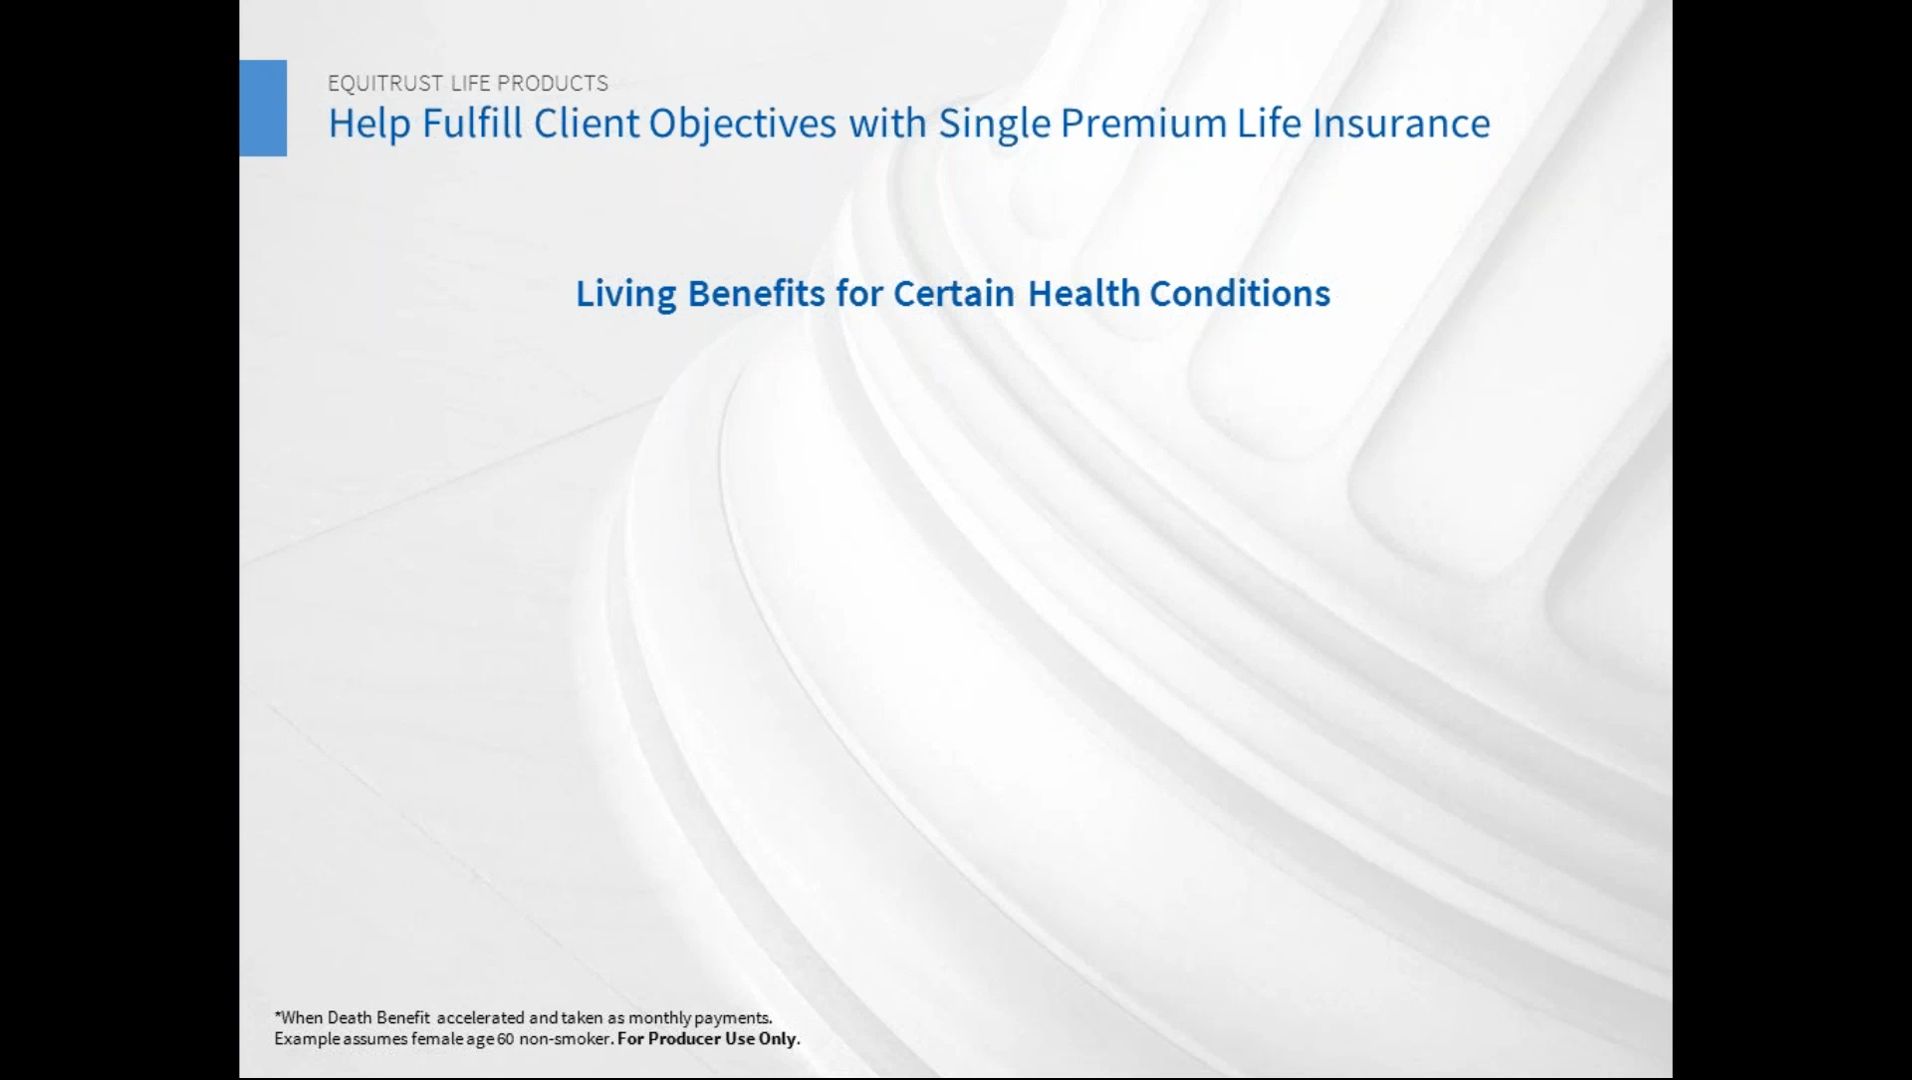 EQUITRUST LIFE PRODUCTS
Help Fulfill Client Objectives with Single Premium Life Insurance
Living Benefits for Certain Health Conditions
*When Death Benefit accelerated and taken as monthly payments.
Example assumes female age 60 non-smoker. For Producer Use Only.